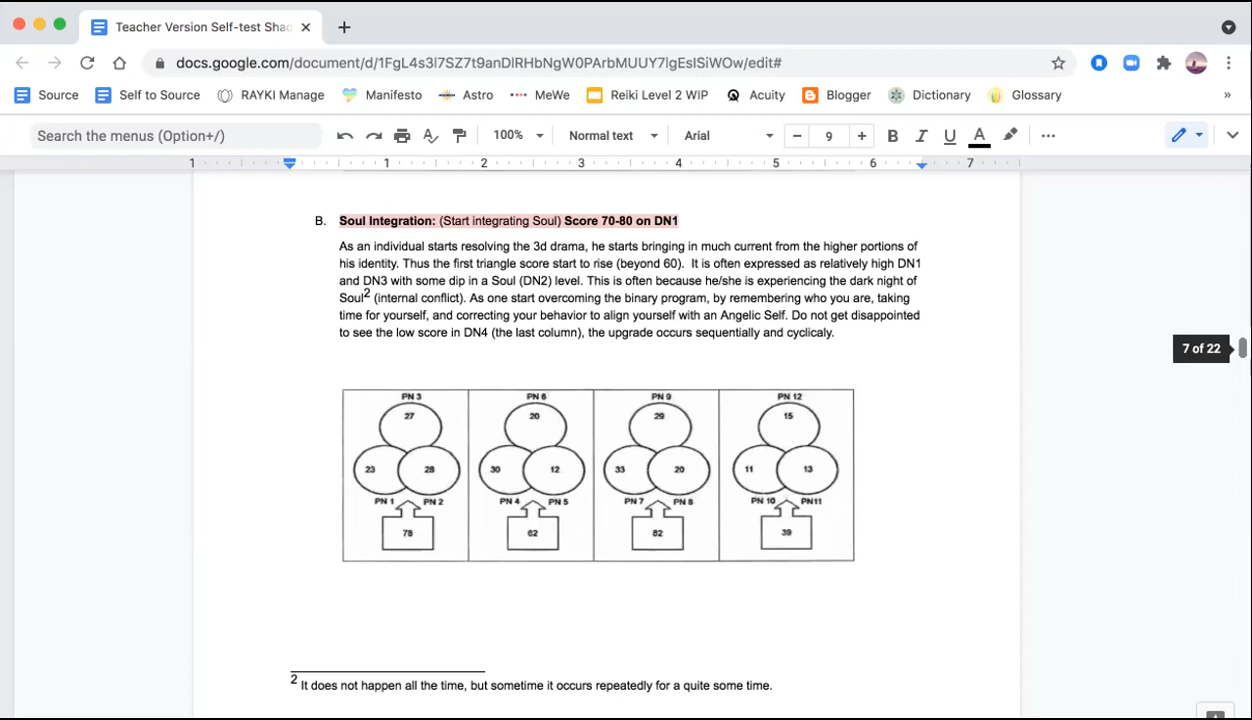 Teacher Version Self-test Shad
docs.google.com/document/d/1FgL4s3l7SZ7t9anDlRHbNgW0PArbMUUY7lgEsISiWOw/edit#
Source Self to Source RAYKI Manage Manifesto Astro MeWe Reiki Level 2 WIP Acuity Blogger Dictionary Glossary »
Search the menus (Option+/) 100% Normal text Arial 9 B I U A
1 1 2 3 4 5 6 7
B. Soul Integration: (Start integrating Soul) Score 70-80 on DN1
As an individual starts resolving the 3d drama, he starts bringing in much current from the higher portions of
his identity. Thus the first triangle score start to rise (beyond 60). It is often expressed as relatively high DN1
and DN3 with some dip in a Soul (DN2) level. This is often because he/she is experiencing the dark night of
Soul2 (internal conflict). As one start overcoming the binary program, by remembering who you are, taking
time for yourself, and correcting your behavior to align yourself with an Angelic Self. Do not get disappointed
to see the low score in DN4 (the last column), the upgrade occurs sequentially and cyclicaly.
7 of 22
PN 3 PN 6 PN 9 PN 12
27 20 29 15
23 28 30 12 33 20 11 13
PN 1 PN 2 PN 4 PN 5 PN 7 PN 8 PN 10 PN11
78 62 82 39
2 It does not happen all the time, but sometime it occurs repeatedly for a quite some time.